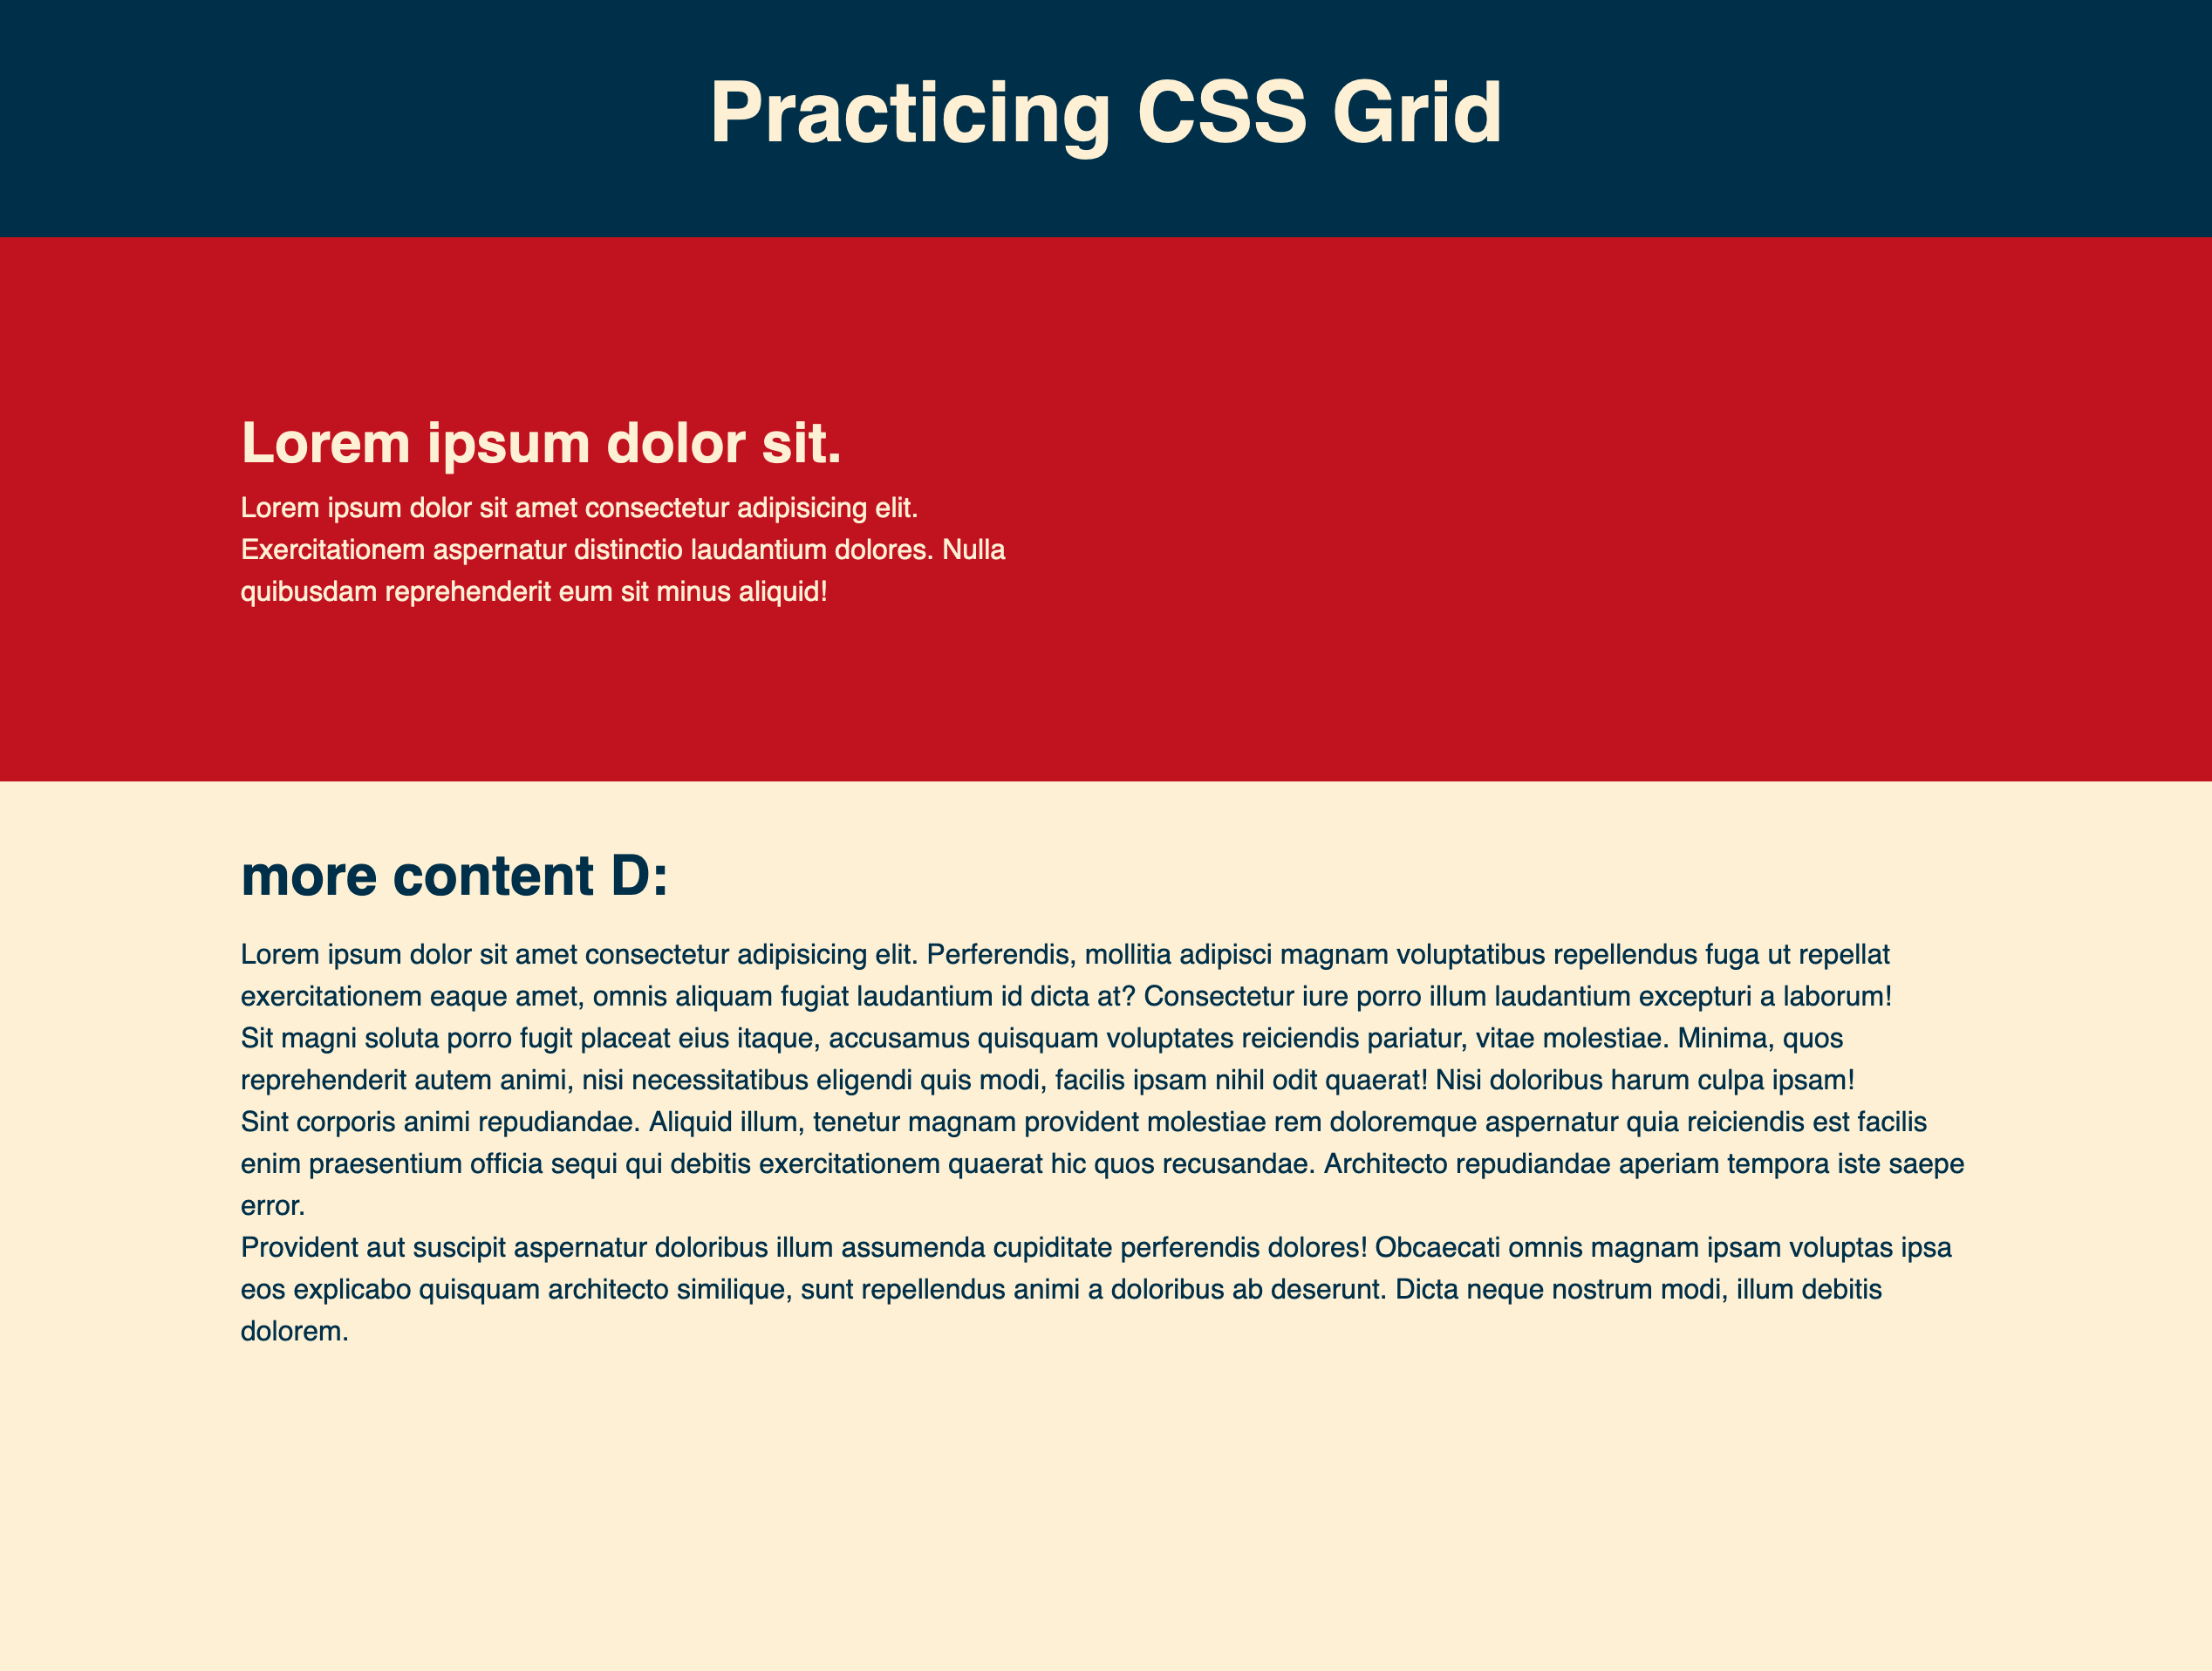 Practicing CSS Grid
Lorem ipsum dolor sit.
Lorem ipsum dolor sit amet consectetur adipisicing elit.
Exercitationem aspernatur distinctio laudantium dolores. Nulla
quibusdam reprehenderit eum sit minus aliquid!
more content D:
Lorem ipsum dolor sit amet consectetur adipisicing elit. Perferendis, mollitia adipisci magnam voluptatibus repellendus fuga ut repellat
exercitationem eaque amet, omnis aliquam fugiat laudantium id dicta at? Consectetur iure porro illum laudantium excepturi a laborum!
Sit magni soluta porro fugit placeat eius itaque, accusamus quisquam voluptates reiciendis pariatur, vitae molestiae. Minima, quos
reprehenderit autem animi, nisi necessitatibus eligendi quis modi, facilis ipsam nihil odit quaerat! Nisi doloribus harum culpa ipsam!
Sint corporis animi repudiandae. Aliquid illum, tenetur magnam provident molestiae rem doloremque aspernatur quia reiciendis est facilis
enim praesentium officia sequi qui debitis exercitationem quaerat hic quos recusandae. Architecto repudiandae aperiam tempora iste saepe
error.
Provident aut suscipit aspernatur doloribus illum assumenda cupiditate perferendis dolores! Obcaecati omnis magnam ipsam voluptas ipsa
eos explicabo quisquam architecto similique, sunt repellendus animi a doloribus ab deserunt. Dicta neque nostrum modi, illum debitis
dolorem.